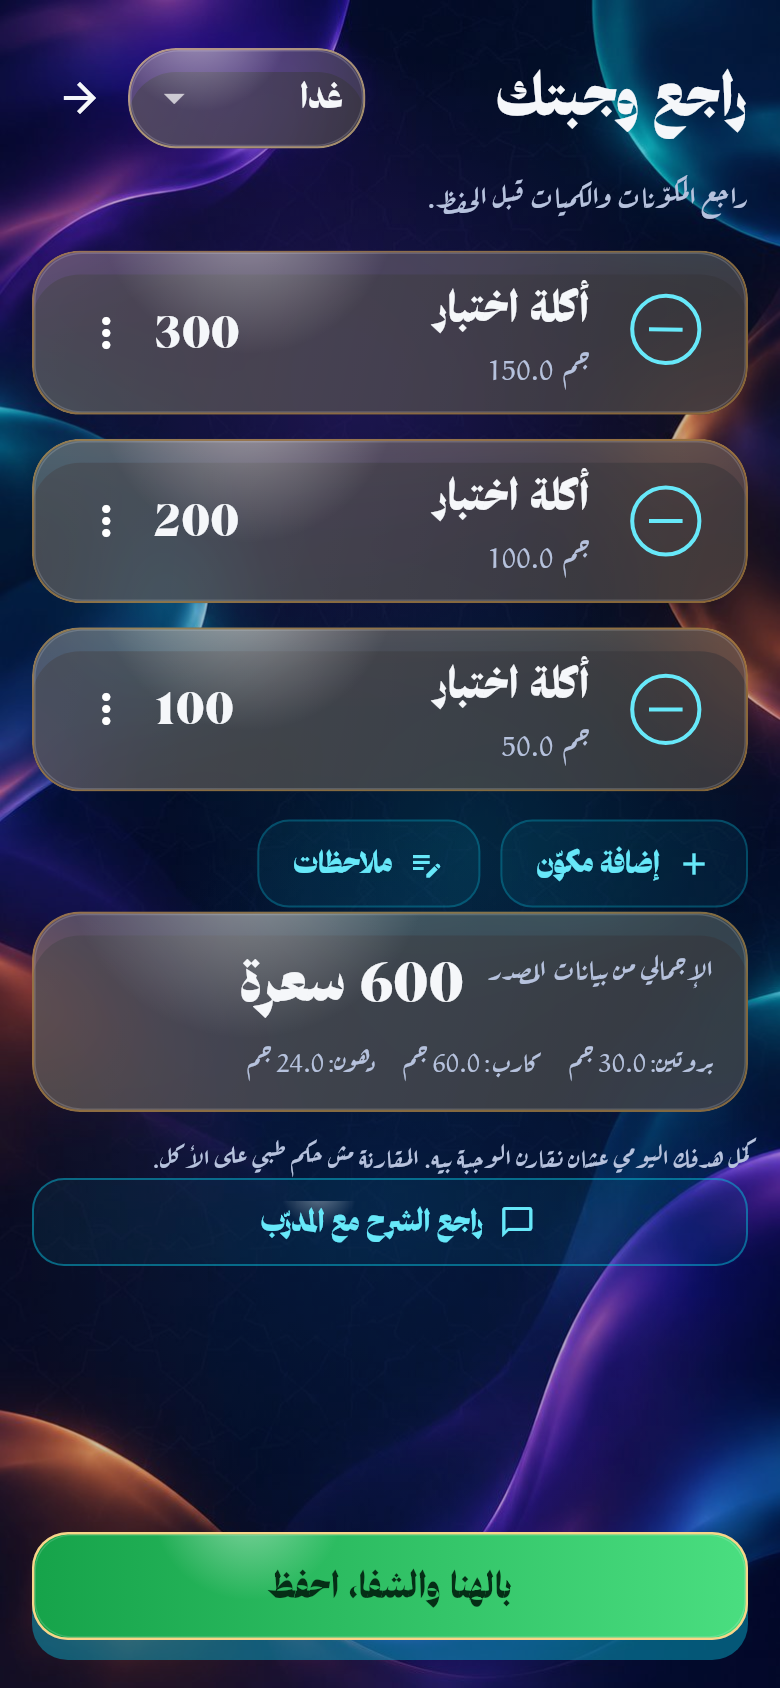 راجع وجبتك
غدا
راجع المكوّنات والكميات قبل الحفظ.
أكلة اختبار
150.0 جم
300
أكلة اختبار
100.0 جم
200
أكلة اختبار
50.0 جم
100
إضافة مكوّن
ملاحظات
الإجمالي من بيانات المصدر 600 سعرة
بروتين: 30.0 جم كارب: 60.0 جم دهون: 24.0 جم
كمّل هدفك اليومي عشان نقارن الوجبة بيه. المقارنة مش حكم طبي على الأكل.
راجع الشرح مع المدرّب
بالهنا والشفا، احفظ